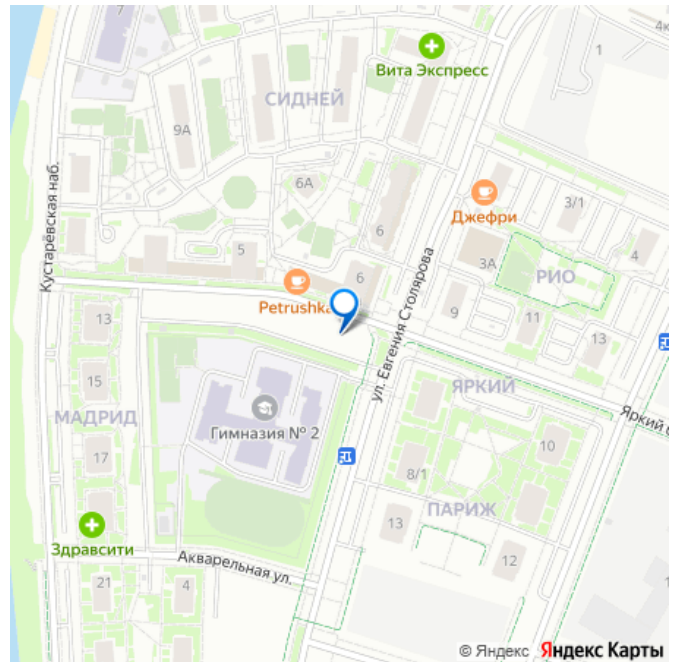 7
4к
1
Вита Экспресс
СИДНЕЙ
9А
6А
3/1
Джефри
Кустарёвская наб.
6
5
4
3А
РИО
6
Petrushka
ул. Евгения Столярова
9
11
13
13
15
ЯРКИЙ
Яркий
МАДРИД
Гимназия № 2
17
10
8/1
ПАРИЖ
13
Здравсити
Акварельная ул.
12
21
4
1
© Яндекс Яндекс Карты